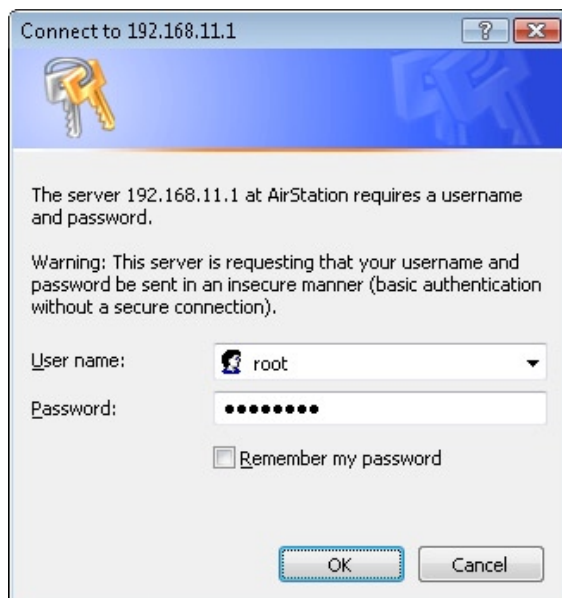 Connect to 192.168.11.1
The server 192.168.11.1 at AirStation requires a username
and password.
Warning: This server is requesting that your username and
password be sent in an insecure manner (basic authentication
without a secure connection).
User name:
root
Password:
••••••••
Remember my password
OK
Cancel